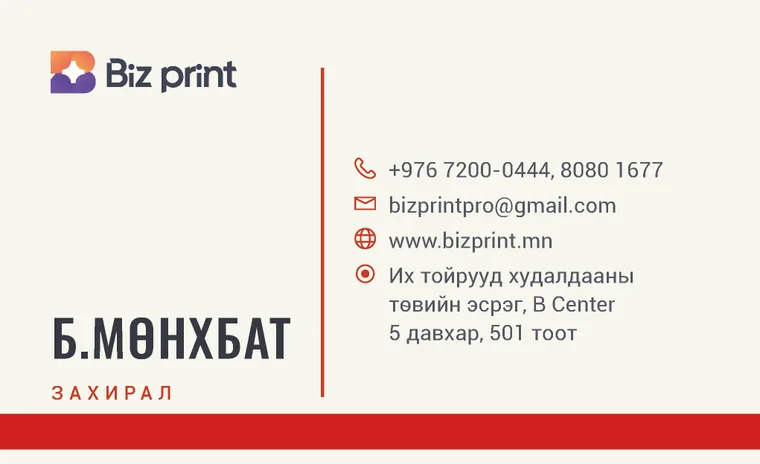 Biz print
Б.МӨНХБАТ
ЗАХИРАЛ
+976 7200-0444, 8080 1677
bizprintpro@gmail.com
www.bizprint.mn
Их тойрууд худалдааны
төвийн эсрэг, B Center
5 давхар, 501 тоот